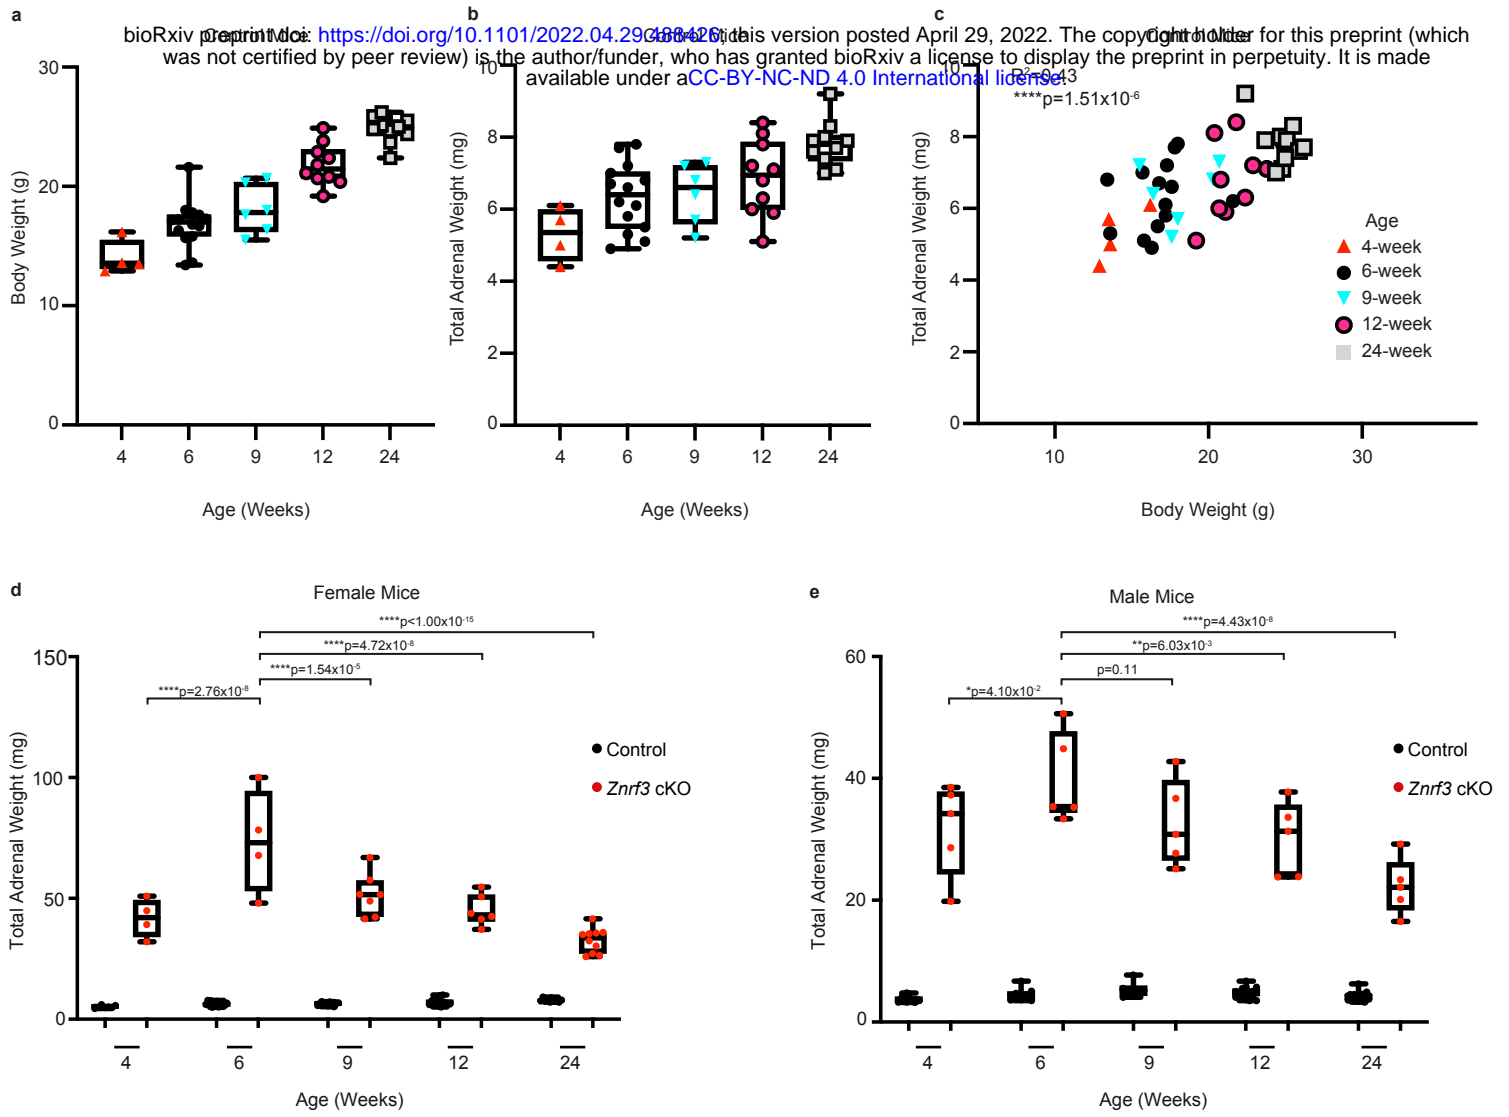 a
b
c
bioRxiv preprint doi: https://doi.org/10.1101/2022.04.29.488426; this version posted April 29, 2022. The copyright holder for this preprint (which
was not certified by peer review) is the author/funder, who has granted bioRxiv a license to display the preprint in perpetuity. It is made
available under aCC-BY-NC-ND 4.0 International license.
Control Mice
Control Mice
Control Mice
30
20
10
0
Body Weight (g)
4 6 9 12 24
Age (Weeks)
10
8
6
4
2
0
Total Adrenal Weight (mg)
4 6 9 12 24
Age (Weeks)
R²=0.43
****p=1.51x10⁻⁶
10
8
6
4
2
0
Total Adrenal Weight (mg)
10 20 30
Body Weight (g)
Age
4-week
6-week
9-week
12-week
24-week
d
Female Mice
****p<1.00x10⁻¹⁵
****p=4.72x10⁻⁸
****p=1.54x10⁻⁵
****p=2.76x10⁻⁸
150
100
50
0
Total Adrenal Weight (mg)
Control
Znrf3 cKO
4 6 9 12 24
Age (Weeks)
e
Male Mice
****p=4.43x10⁻⁸
**p=6.03x10⁻³
p=0.11
*p=4.10x10⁻²
60
40
20
0
Total Adrenal Weight (mg)
Control
Znrf3 cKO
4 6 9 12 24
Age (Weeks)